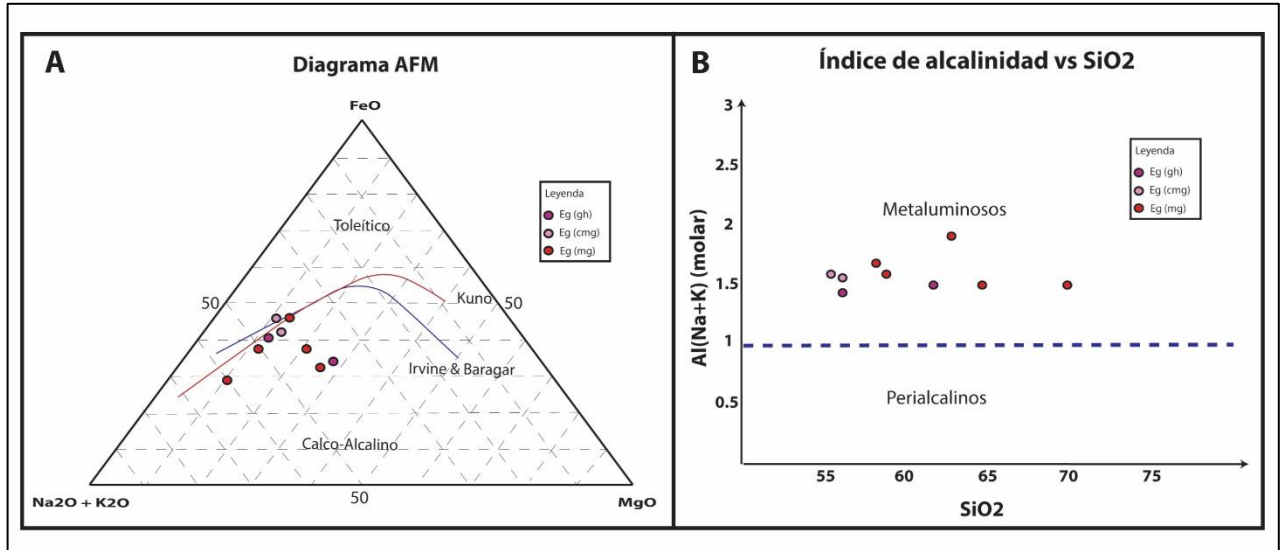 A
Diagrama AFM
FeO
Leyenda
Eg (gh)
Eg (cmg)
Eg (mg)
Toleítico
50
Kuno
50
Irvine & Baragar
Calco-Alcalino
Na2O + K2O
50
MgO
B
Índice de alcalinidad vs SiO2
3
2.5
2
1.5
1
0.5
Al(Na+K) (molar)
Leyenda
Eg (gh)
Eg (cmg)
Eg (mg)
Metaluminosos
Perialcalinos
55
60
65
70
75
SiO2